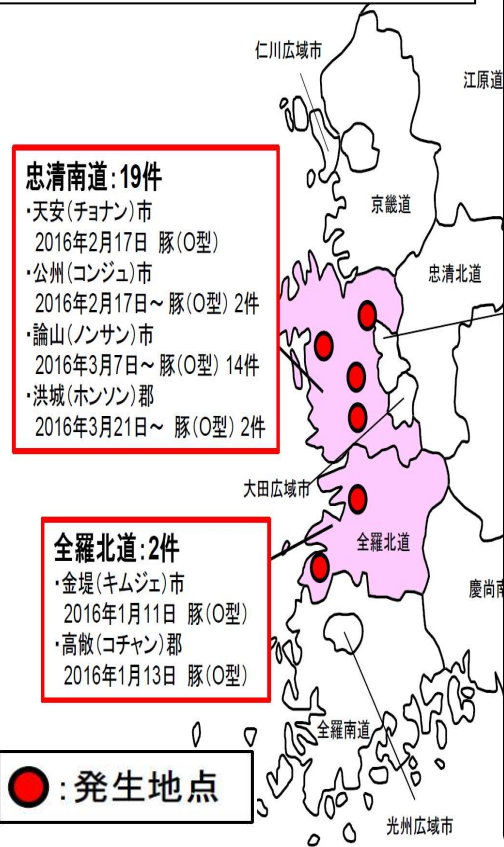 仁川広域市
江原道
京畿道
忠清北道
忠清南道:19件
・天安(チョナン)市
2016年2月17日 豚(O型)
・公州(コンジュ)市
2016年2月17日~ 豚(O型) 2件
・論山(ノンサン)市
2016年3月7日~ 豚(O型) 14件
・洪城(ホンソン)郡
2016年3月21日~ 豚(O型) 2件
大田広域市
全羅北道:2件
・金堤(キムジェ)市
2016年1月11日 豚(O型)
・高敞(コチャン)郡
2016年1月13日 豚(O型)
全羅北道
慶尚南
全羅南道
:発生地点
光州広域市